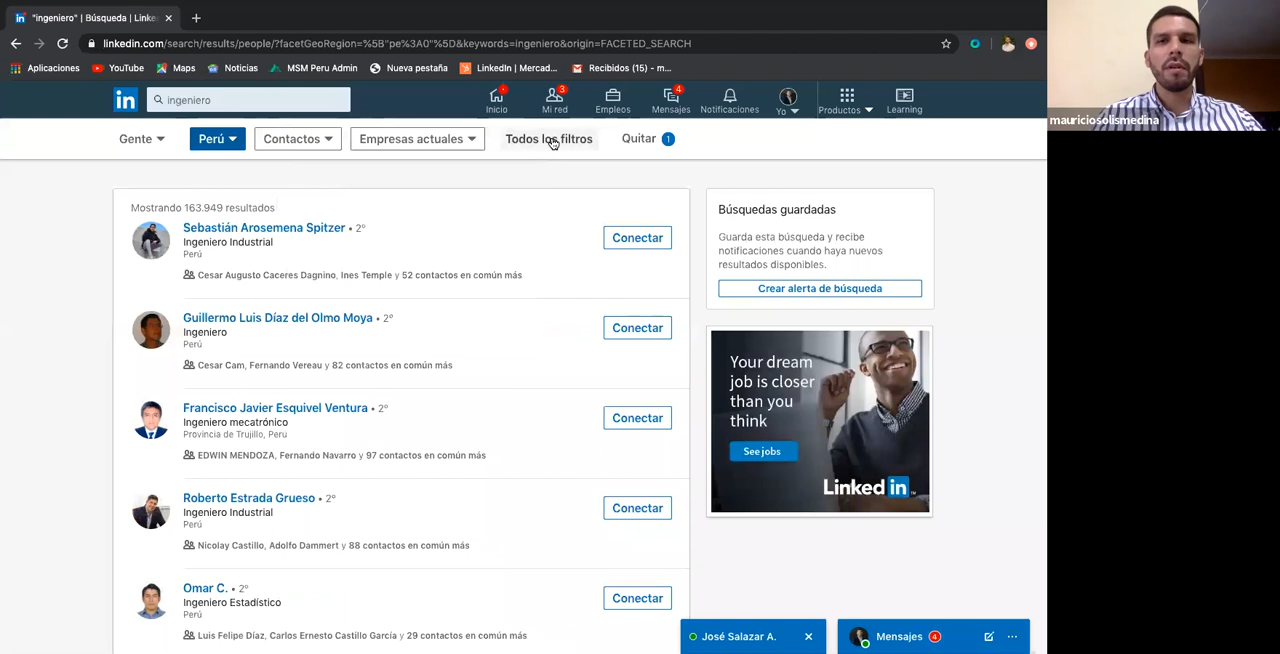 "ingeniero" | Búsqueda | Linke
linkedin.com/search/results/people/?facetGeoRegion=%5B"pe%3A0"%5D&keywords=ingeniero&origin=FACETED_SEARCH
Aplicaciones YouTube Maps Noticias MSM Peru Admin Nueva pestaña LinkedIn | Mercad... Recibidos (15) - m...
mauriciosolismedina
in ingeniero
Inicio Mi red 3 Empleos Mensajes 4 Notificaciones Yo Productos Learning
Gente Perú Contactos Empresas actuales Todos los filtros Quitar 1
Mostrando 163.949 resultados
Sebastián Arosemena Spitzer • 2º
Ingeniero Industrial
Perú
Cesar Augusto Caceres Dagnino, Ines Temple y 52 contactos en común más
Conectar
Guillermo Luis Díaz del Olmo Moya • 2º
Ingeniero
Perú
Cesar Cam, Fernando Vereau y 82 contactos en común más
Conectar
Francisco Javier Esquivel Ventura • 2º
Ingeniero mecatrónico
Provincia de Trujillo, Peru
EDWIN MENDOZA, Fernando Navarro y 97 contactos en común más
Conectar
Roberto Estrada Grueso • 2º
Ingeniero Industrial
Perú
Nicolay Castillo, Adolfo Dammert y 88 contactos en común más
Conectar
Omar C. • 2º
Ingeniero Estadístico
Perú
Luis Felipe Díaz, Carlos Ernesto Castillo García y 29 contactos en común más
Conectar
Búsquedas guardadas
Guarda esta búsqueda y recibe
notificaciones cuando haya nuevos
resultados disponibles.
Crear alerta de búsqueda
Your dream
job is closer
than you
think
See jobs
Linked in
José Salazar A.
Mensajes 4